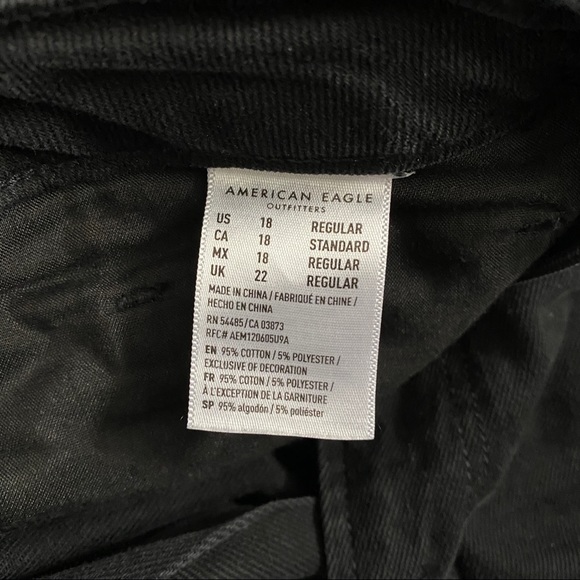 AMERICAN EAGLE
OUTFITTERS
US 18 REGULAR
CA 18 STANDARD
MX 18 REGULAR
UK 22 REGULAR
MADE IN CHINA / FABRIQUÉ EN CHINE /
HECHO EN CHINA
RN 54485/CA 03873
RFC# AEM120605U9A
EN 95% COTTON / 5% POLYESTER /
EXCLUSIVE OF DECORATION
FR 95% COTON / 5% POLYESTER /
À L'EXCEPTION DE LA GARNITURE
SP 95% algodón / 5% poliéster